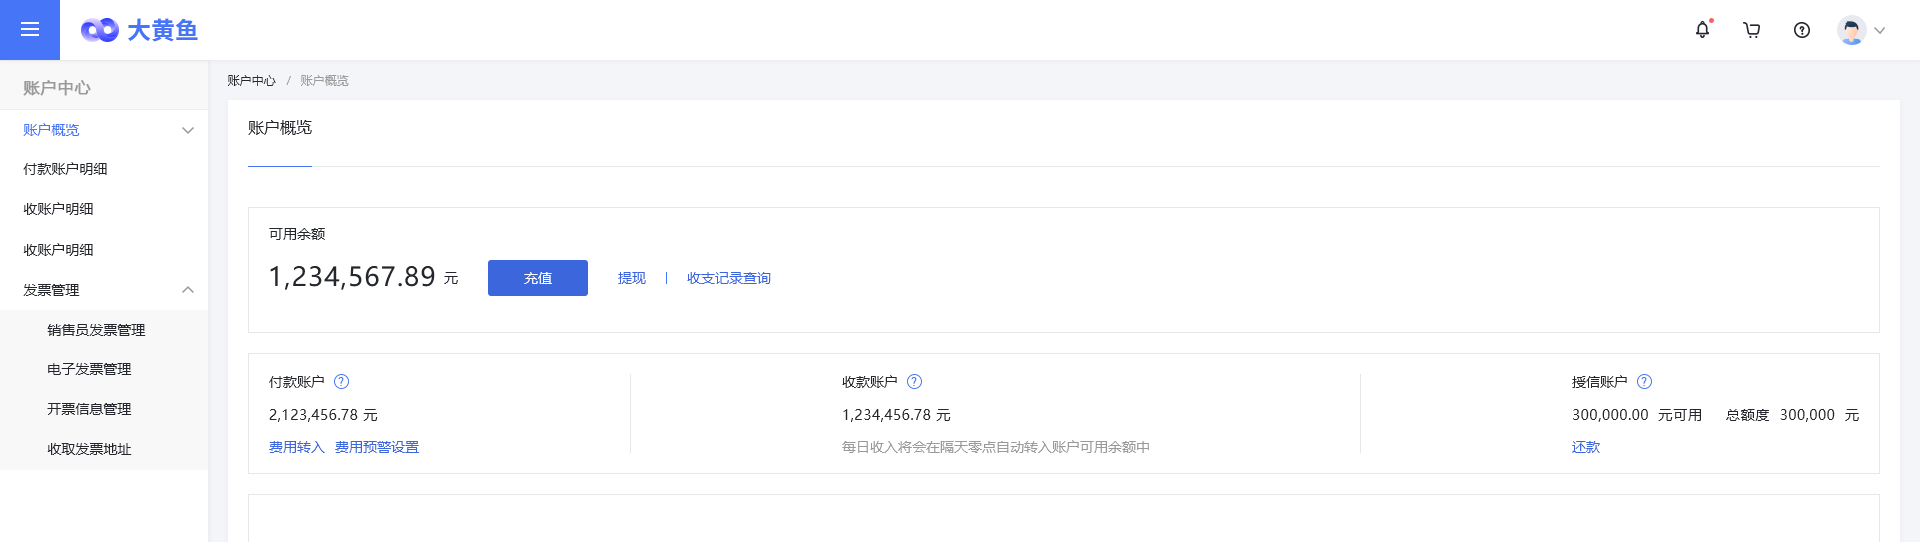 大黄鱼
账户中心 / 账户概览
账户中心
账户概览
付款账户明细
收账户明细
收账户明细
发票管理
销售员发票管理
电子发票管理
开票信息管理
收取发票地址
账户概览
可用余额
1,234,567.89 元 充值 提现 | 收支记录查询
付款账户 ?
2,123,456.78 元
费用转入 费用预警设置
收款账户 ?
1,234,456.78 元
每日收入将会在隔天零点自动转入账户可用余额中
授信账户 ?
300,000.00 元可用 总额度 300,000 元
还款